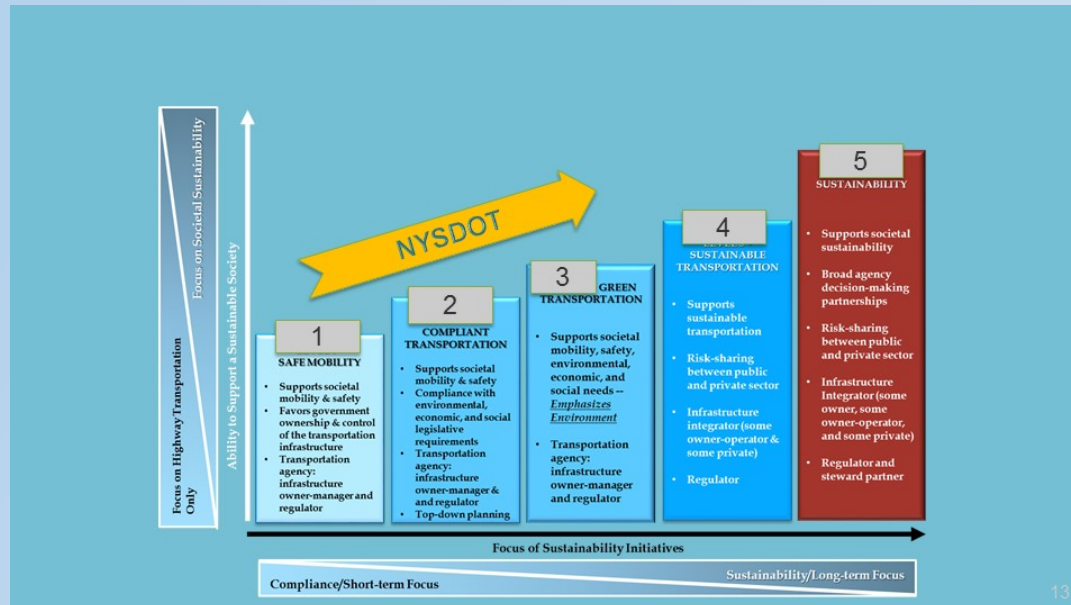 Focus on Societal Sustainability
Focus on Highway Transportation
Only
Ability to Support a Sustainable Society
NYSDOT
1
SAFE MOBILITY
• Supports societal
mobility & safety
• Favors government
ownership & control
of the transportation
infrastructure
• Transportation
agency:
infrastructure
owner-manager and
regulator
2
COMPLIANT
TRANSPORTATION
• Supports societal
mobility & safety
• Compliance with
environmental,
economic, and social
legislative
requirements
• Transportation
agency:
infrastructure
owner-manager &
and regulator
• Top-down planning
3
GREEN
TRANSPORTATION
• Supports societal
mobility, safety,
environmental,
economic, and
social needs --
Emphasizes
Environment
• Transportation
agency:
infrastructure
owner-manager
and regulator
4
SUSTAINABLE
TRANSPORTATION
• Supports
sustainable
transportation
• Risk-sharing
between public
and private sector
• Infrastructure
integrator (some
owner-operator &
some private)
• Regulator
5
SUSTAINABILITY
• Supports societal
sustainability
• Broad agency
decision-making
partnerships
• Risk-sharing
between public
and private sector
• Infrastructure
Integrator (some
owner, some
owner-operator,
and some private)
• Regulator and
steward partner
Focus of Sustainability Initiatives
Compliance/Short-term Focus
Sustainability/Long-term Focus
13